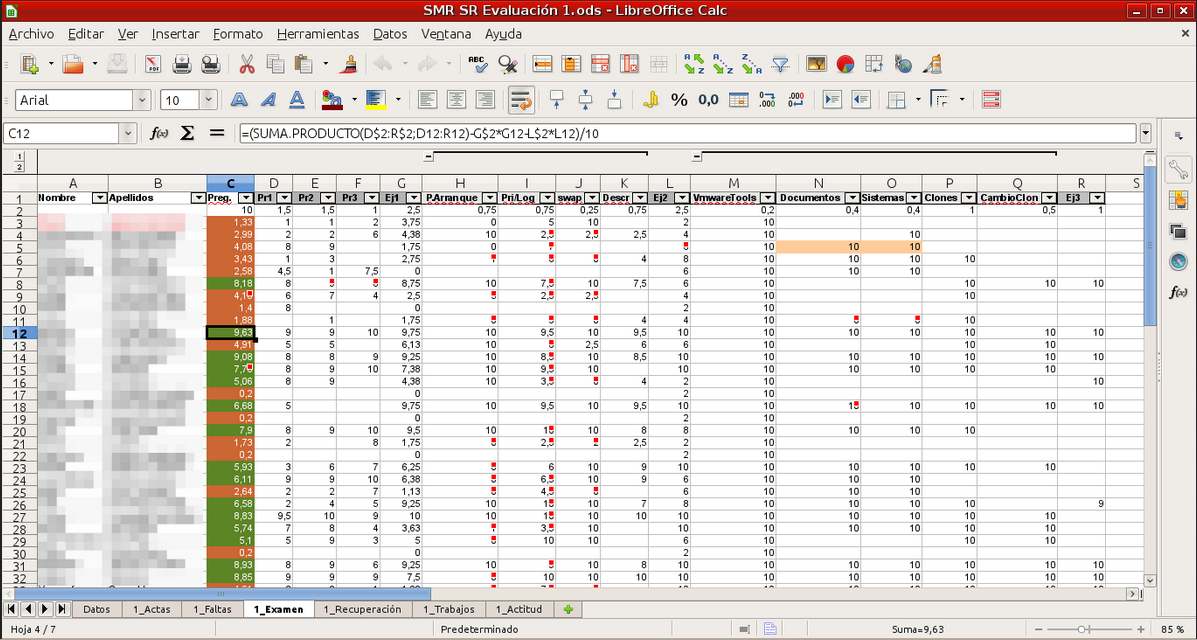 SMR SR Evaluación 1.ods - LibreOffice Calc
Archivo Editar Ver Insertar Formato Herramientas Datos Ventana Ayuda
Arial 10
C12 =(SUMA.PRODUCTO(D$2:R$2;D12:R12)-G$2*G12-L$2*L12)/10
1
2
A B C D E F G H I J K L M N O P Q R S
1 Nombre Apellidos Preg. Pr1 Pr2 Pr3 Ej1 P.Arranque Pri/Log swap Descr Ej2 VmwareTools Documentos Sistemas Clones CambioClon Ej3
2 10 1,5 1,5 1 2,5 0,75 0,75 0,25 0,75 2,5 0,2 0,4 0,4 1 0,5 1
3 1,33 1 1 2 3,75 0 5 10 4 10
4 2,99 2 2 6 4,38 10 2,5 2,5 2,5 6 10 10
5 4,08 8 9 1,75 0 10 10 10
6 3,43 1 3 2,75 4 8 10 10 10 10
7 2,58 4,5 1 7,5 0 6 10 10 10
8 8,18 8 8,75 10 7,5 10 7,5 6 10 10 10 10
9 6 7 4 2,5 2,5 2,5 4 10 10
10 1,4 8 0 2 10
11 1,88 1 1,75 4 4 10 10
12 9,63 9 9 10 9,75 10 9,5 10 9,5 10 10 10 10 10 10 10
13 4,91 5 5 6,13 10 2,5 6 6 10 10 10
14 9,08 8 8 9 9,25 10 8,5 10 8,5 10 10 10 10 10 10 10
15 8 9 10 7,38 10 9,5 10 10 10 10 10 10 10 10
16 5,06 8 9 4,38 10 3,5 4 2 10 10
17 0,2 0 2 10
18 6,68 5 9,75 10 9,5 10 9,5 10 10 10 10 10 10
19 0,2 0 2 10
20 7,9 8 9 10 9,5 10 10 8 8 10 10 10 10
21 1,73 2 8 1,75 2,5 2,5 2 10
22 0,2 0 2 10
23 5,93 3 6 7 6,25 6 10 9 10 10 10 10 10 10
24 6,11 9 9 10 6,38 6,5 10 9 6 10 10 10
25 2,64 2 2 7 1,13 4,5 6 10 10 10
26 6,58 2 4 5 9,25 10 10 7 8 10 10 10 10 9
27 8,83 9,5 10 9 10 10 10 10 10 10 10 10 10 10
28 5,74 7 8 4 3,63 3,5 10 10 10 10 10 10 10
29 5,1 5 9 3 5 10 10 6 10 10 10
30 0,2 0 2 10
31 8,93 8 9 6 9,25 10 10 8 10 10 10 10 10 10 10
32 8,85 9 9 9 7,5 10 10 10 10 10 10 10 10 10 10
Datos 1_Actas 1_Faltas 1_Examen 1_Recuperación 1_Trabajos 1_Actitud
Hoja 4 / 7 Predeterminado Suma=9,63 85 %